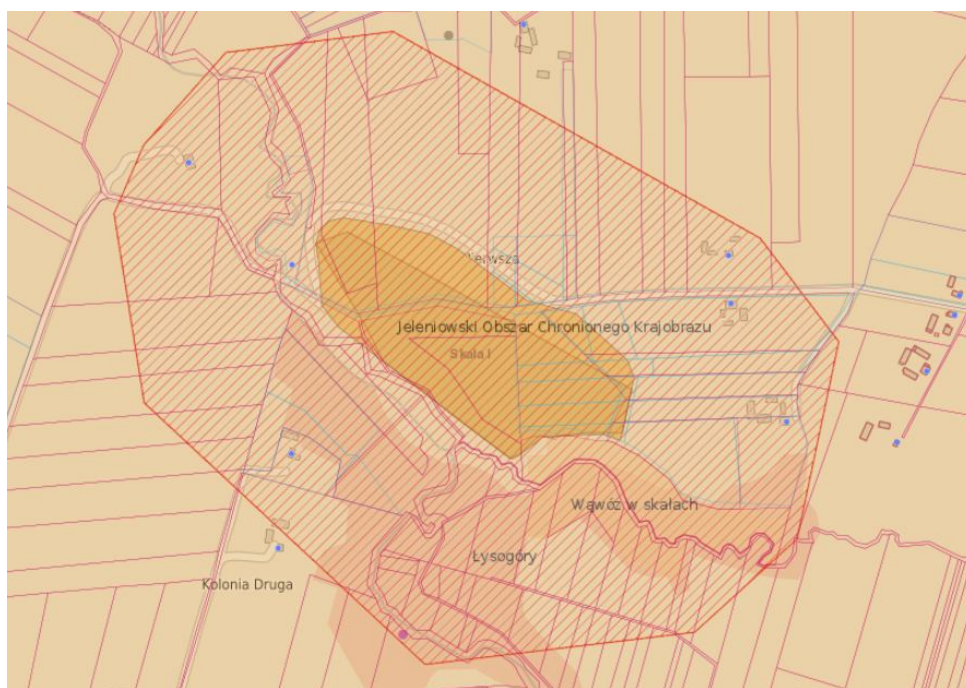 Jeleniowski Obszar Chronionego Krajobrazu
Skała I
Wąwóz w skałach
Łysogóry
Kolonia Druga